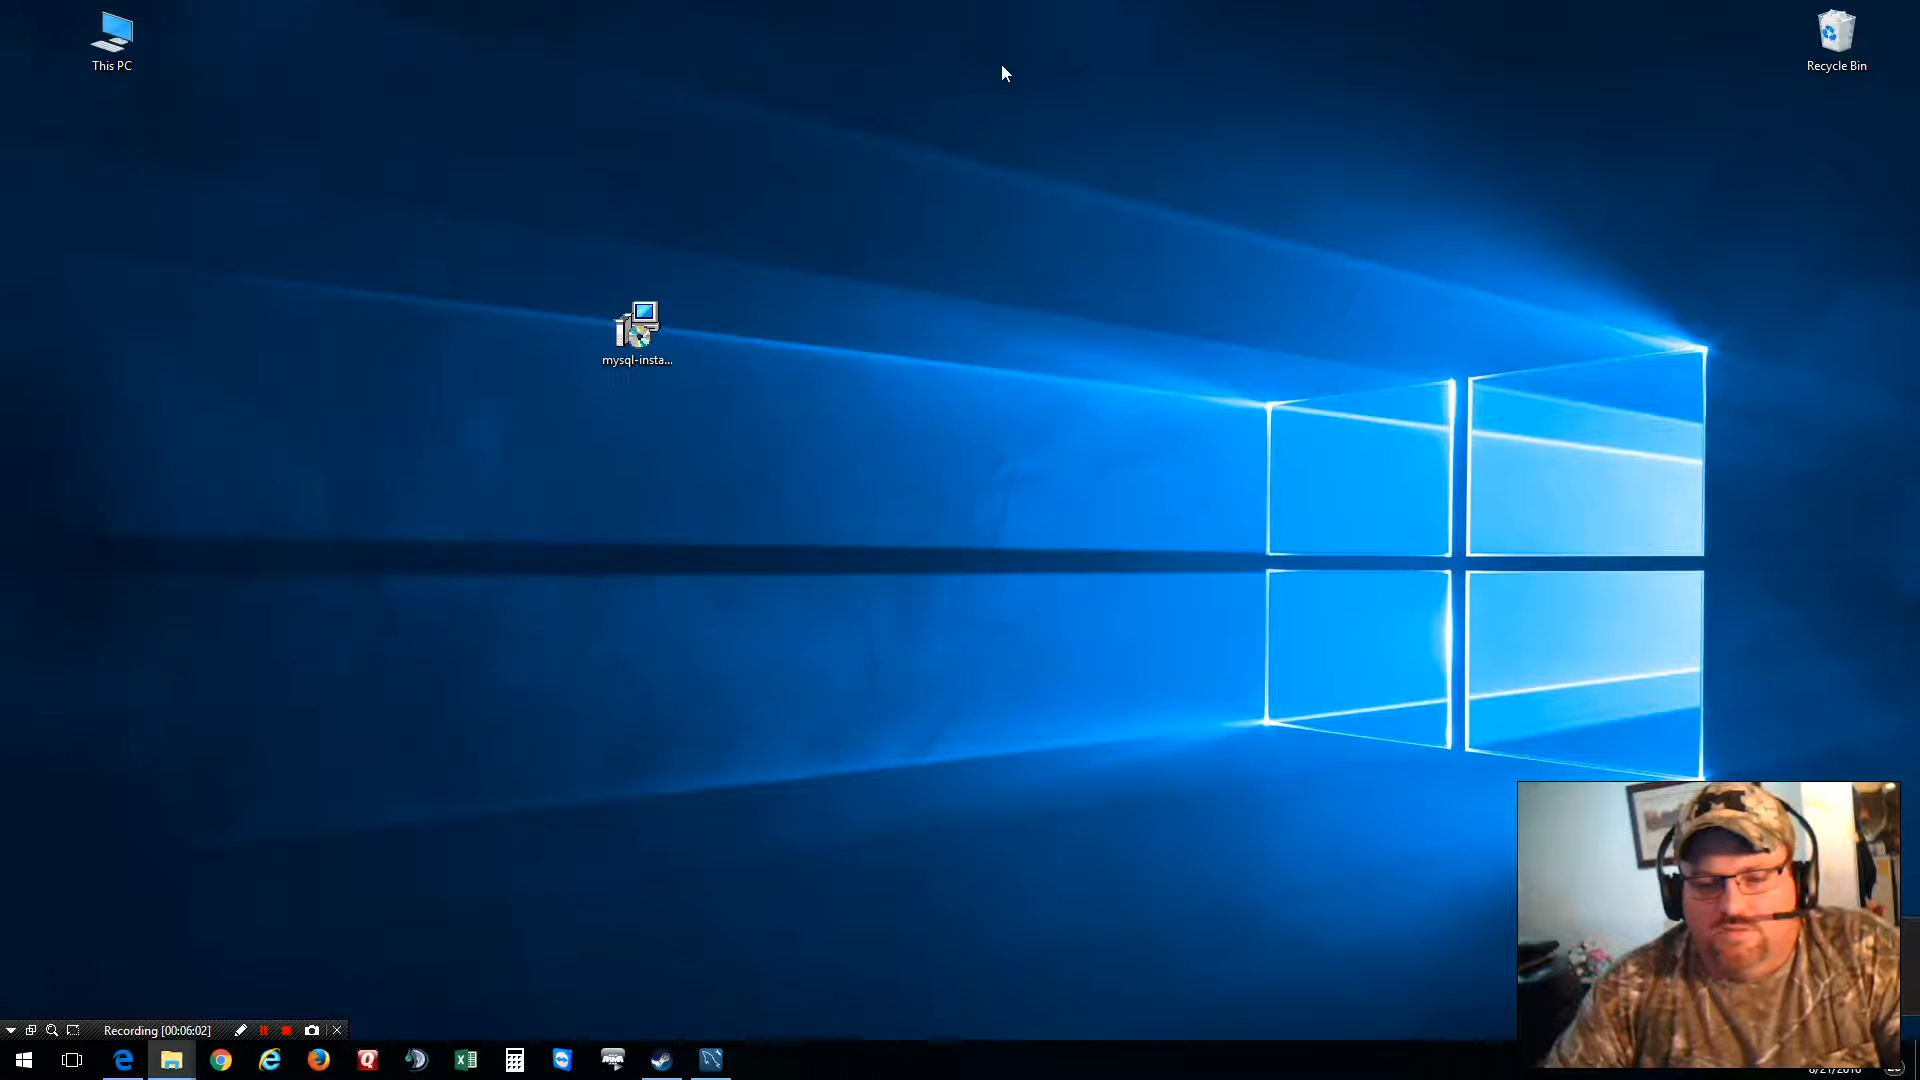 This PC
Recycle Bin
mysql-insta...
Recording [00:06:02]